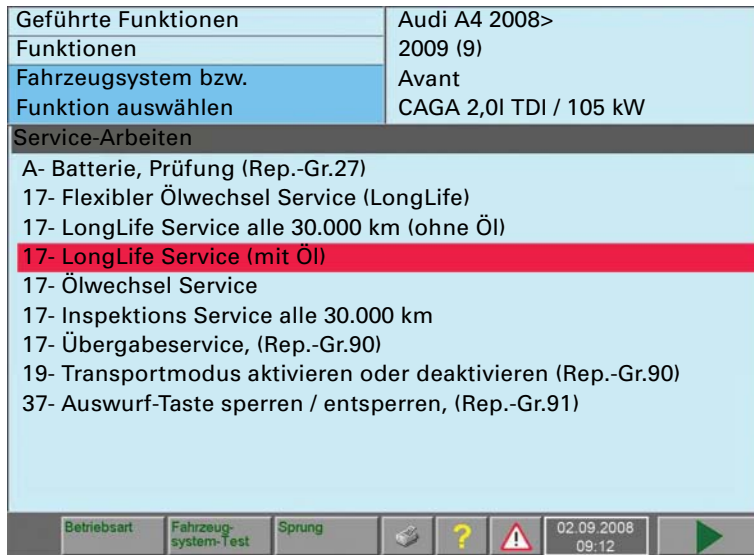 Geführte Funktionen
Audi A4 2008>
Funktionen
2009 (9)
Fahrzeugsystem bzw.
Avant
Funktion auswählen
CAGA 2,0l TDI / 105 kW
Service-Arbeiten
A- Batterie, Prüfung (Rep.-Gr.27)
17- Flexibler Ölwechsel Service (LongLife)
17- LongLife Service alle 30.000 km (ohne Öl)
17- LongLife Service (mit Öl)
17- Ölwechsel Service
17- Inspektions Service alle 30.000 km
17- Übergabeservice, (Rep.-Gr.90)
19- Transportmodus aktivieren oder deaktivieren (Rep.-Gr.90)
37- Auswurf-Taste sperren / entsperren, (Rep.-Gr.91)
Betriebsart
Fahrzeug-
system-Test
Sprung
?
02.09.2008
09:12